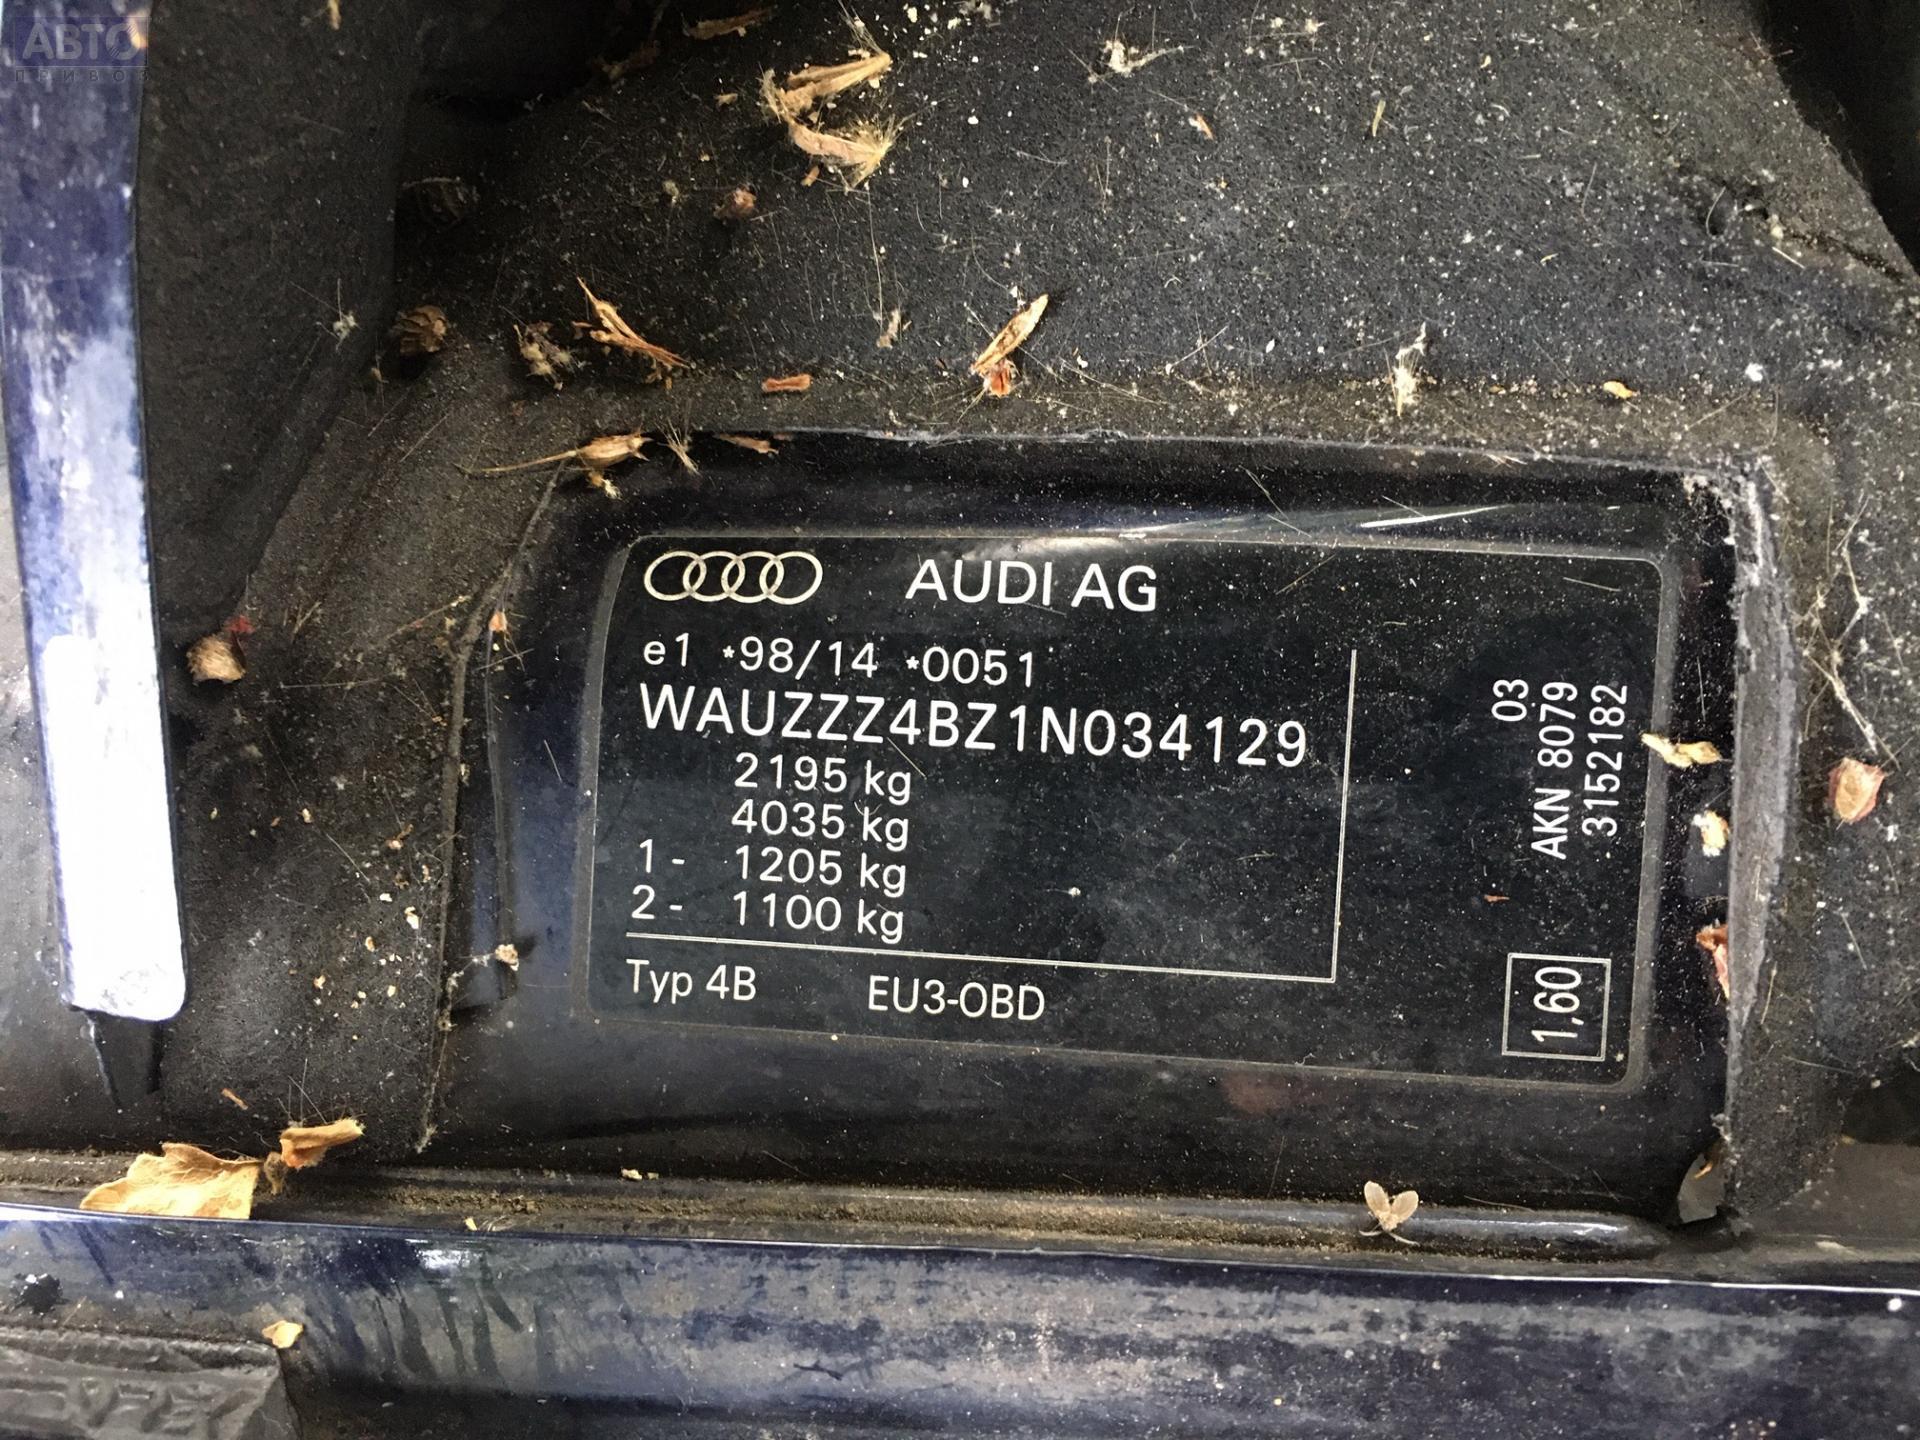 АВТО
ПРИВОЗ
AUDI AG
e1 *98/14 *0051
WAUZZZ4BZ1N034129
2195 kg
4035 kg
1- 1205 kg
2- 1100 kg
Typ 4B EU3-OBD
03
AKN 8079
3152182
1,60